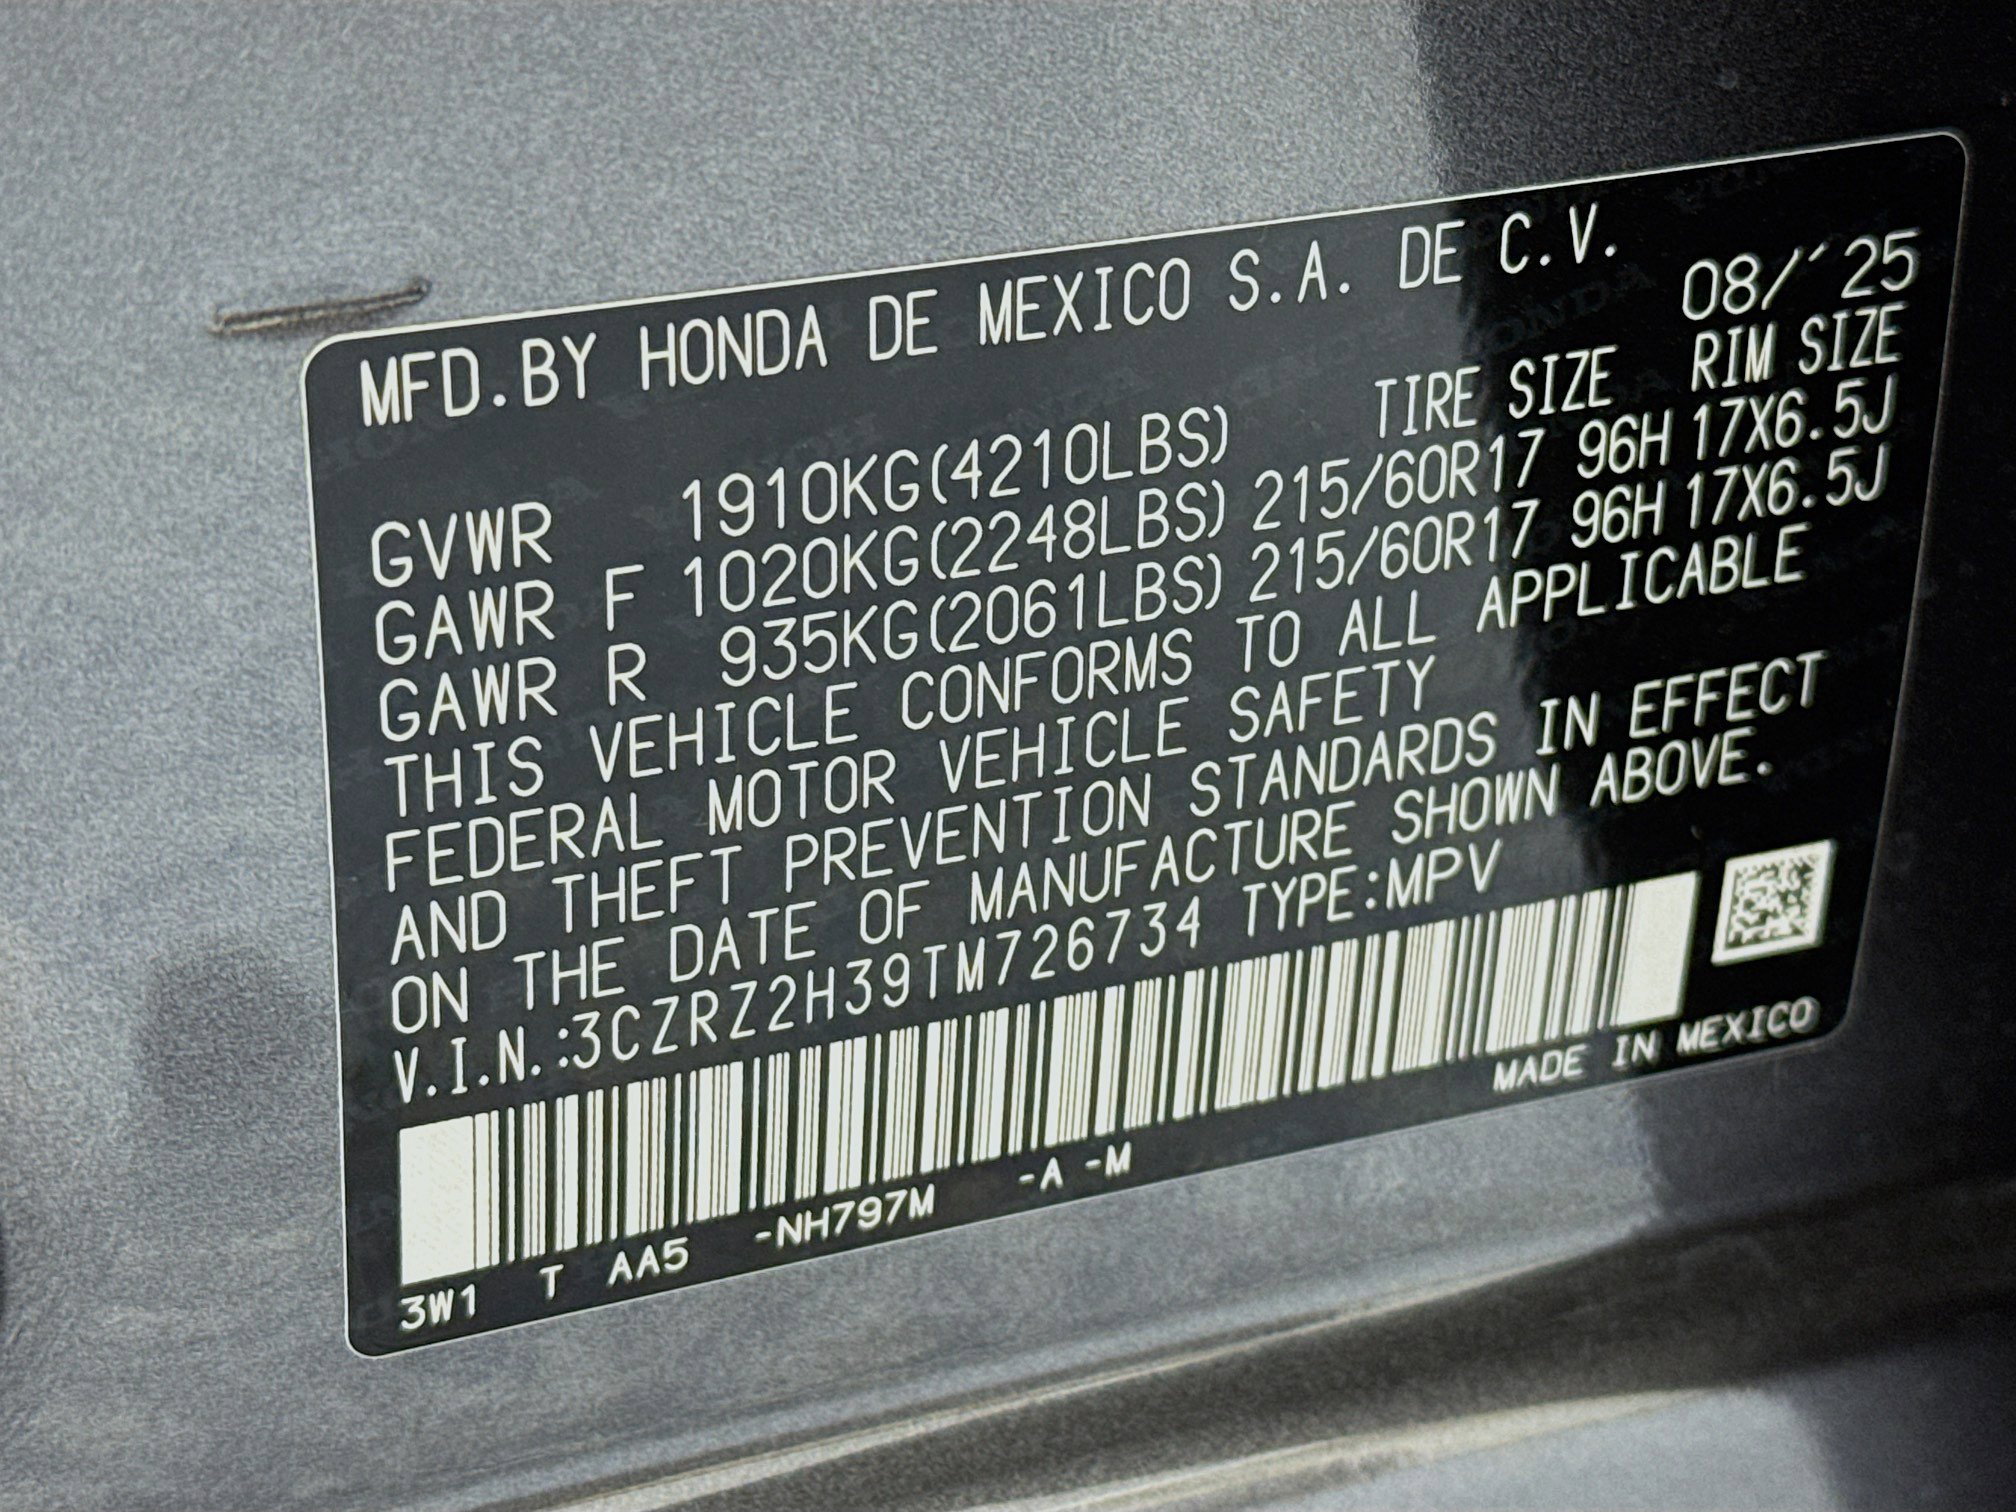 MFD.BY HONDA DE MEXICO S.A. DE C.V.
08/'25
TIRE SIZE RIM SIZE
GVWR 1910KG(4210LBS)
GAWR F 1020KG(2248LBS) 215/60R17 96H 17X6.5J
GAWR R 935KG(2061LBS) 215/60R17 96H 17X6.5J
THIS VEHICLE CONFORMS TO ALL APPLICABLE
FEDERAL MOTOR VEHICLE SAFETY
AND THEFT PREVENTION STANDARDS IN EFFECT
ON THE DATE OF MANUFACTURE SHOWN ABOVE.
V.I.N.:3CZRZ2H39TM726734 TYPE:MPV
MADE IN MEXICO
3W1 T AA5 -NH797M -A -M